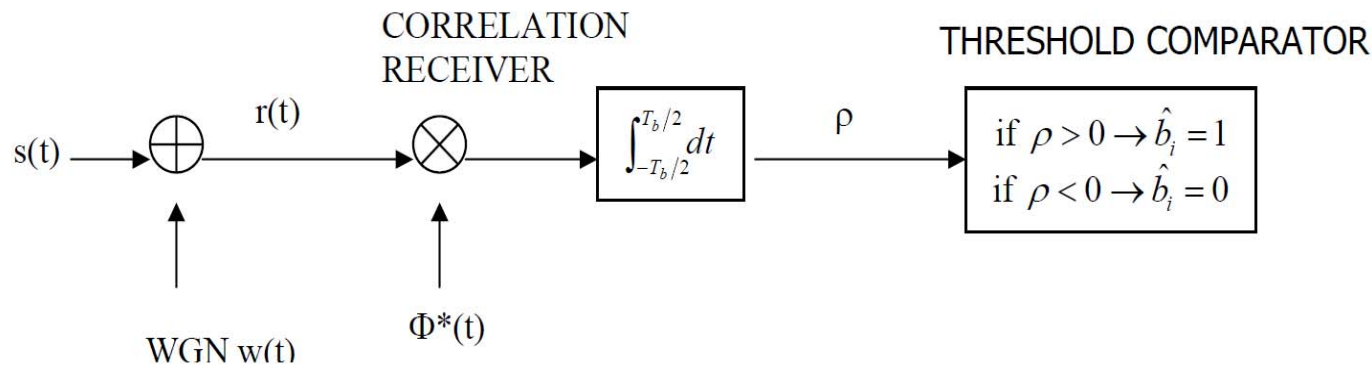 CORRELATION
RECEIVER
THRESHOLD COMPARATOR
s(t)
r(t)
∫_{-T_b/2}^{T_b/2} dt
ρ
if ρ > 0 → b̂_i = 1
if ρ < 0 → b̂_i = 0
WGN w(t)
Φ*(t)